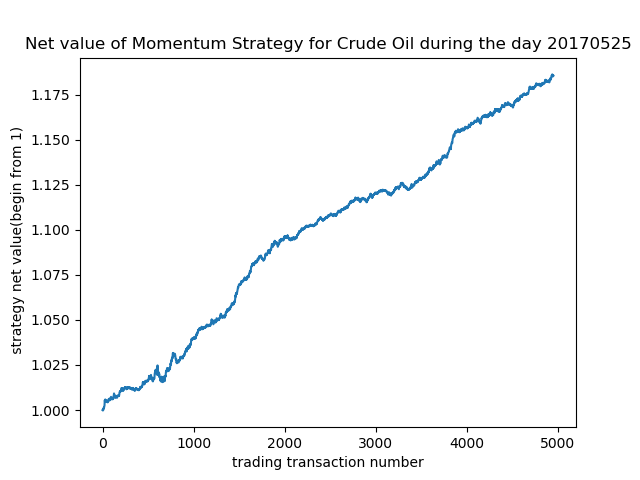 Net value of Momentum Strategy for Crude Oil during the day 20170525
strategy net value(begin from 1)
1.175
1.150
1.125
1.100
1.075
1.050
1.025
1.000
0 1000 2000 3000 4000 5000
trading transaction number